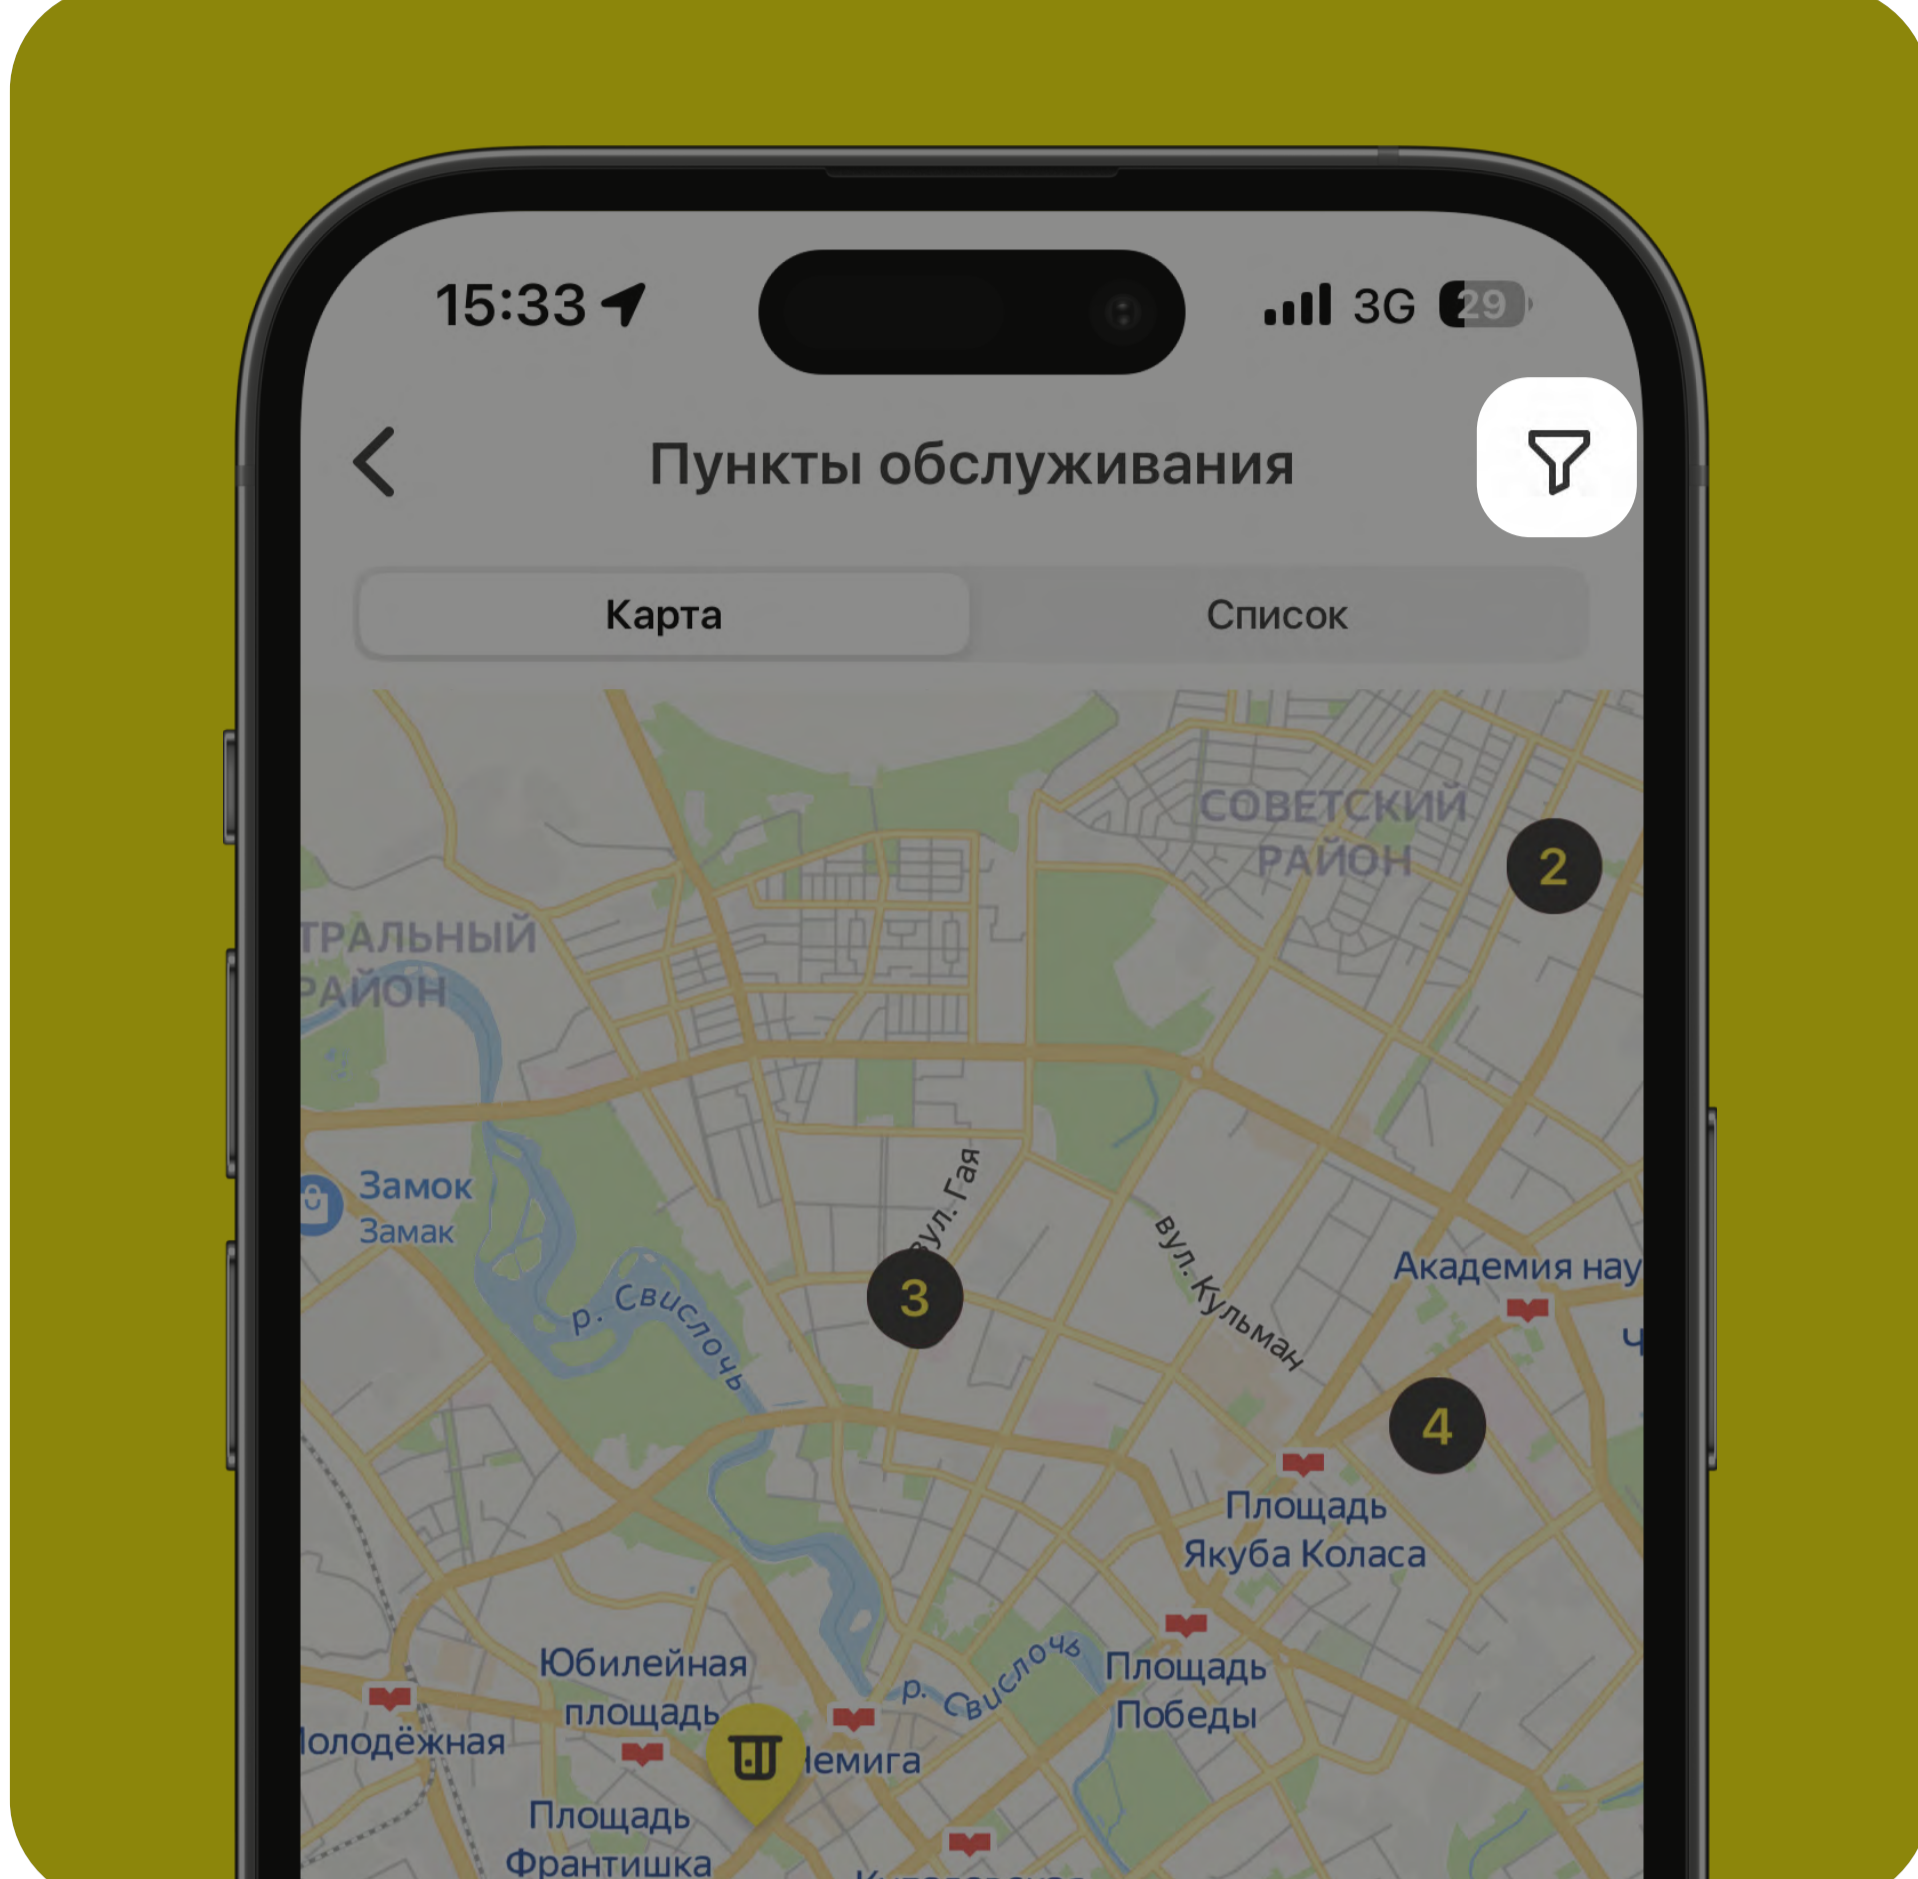 15:33
3G 29
Пункты обслуживания
Карта
Список
СОВЕТСКИЙ
РАЙОН
2
ТРАЛЬНЫЙ
РАЙОН
вул. Гая
Замок
Замак
вул. Кульман
Академия нау
3
р. Свислочь
Ч
4
Площадь
Якуба Коласа
Юбилейная
площадь
р. Свислочь
Площадь
Победы
олодёжная
Немига
Площадь
Франтишка